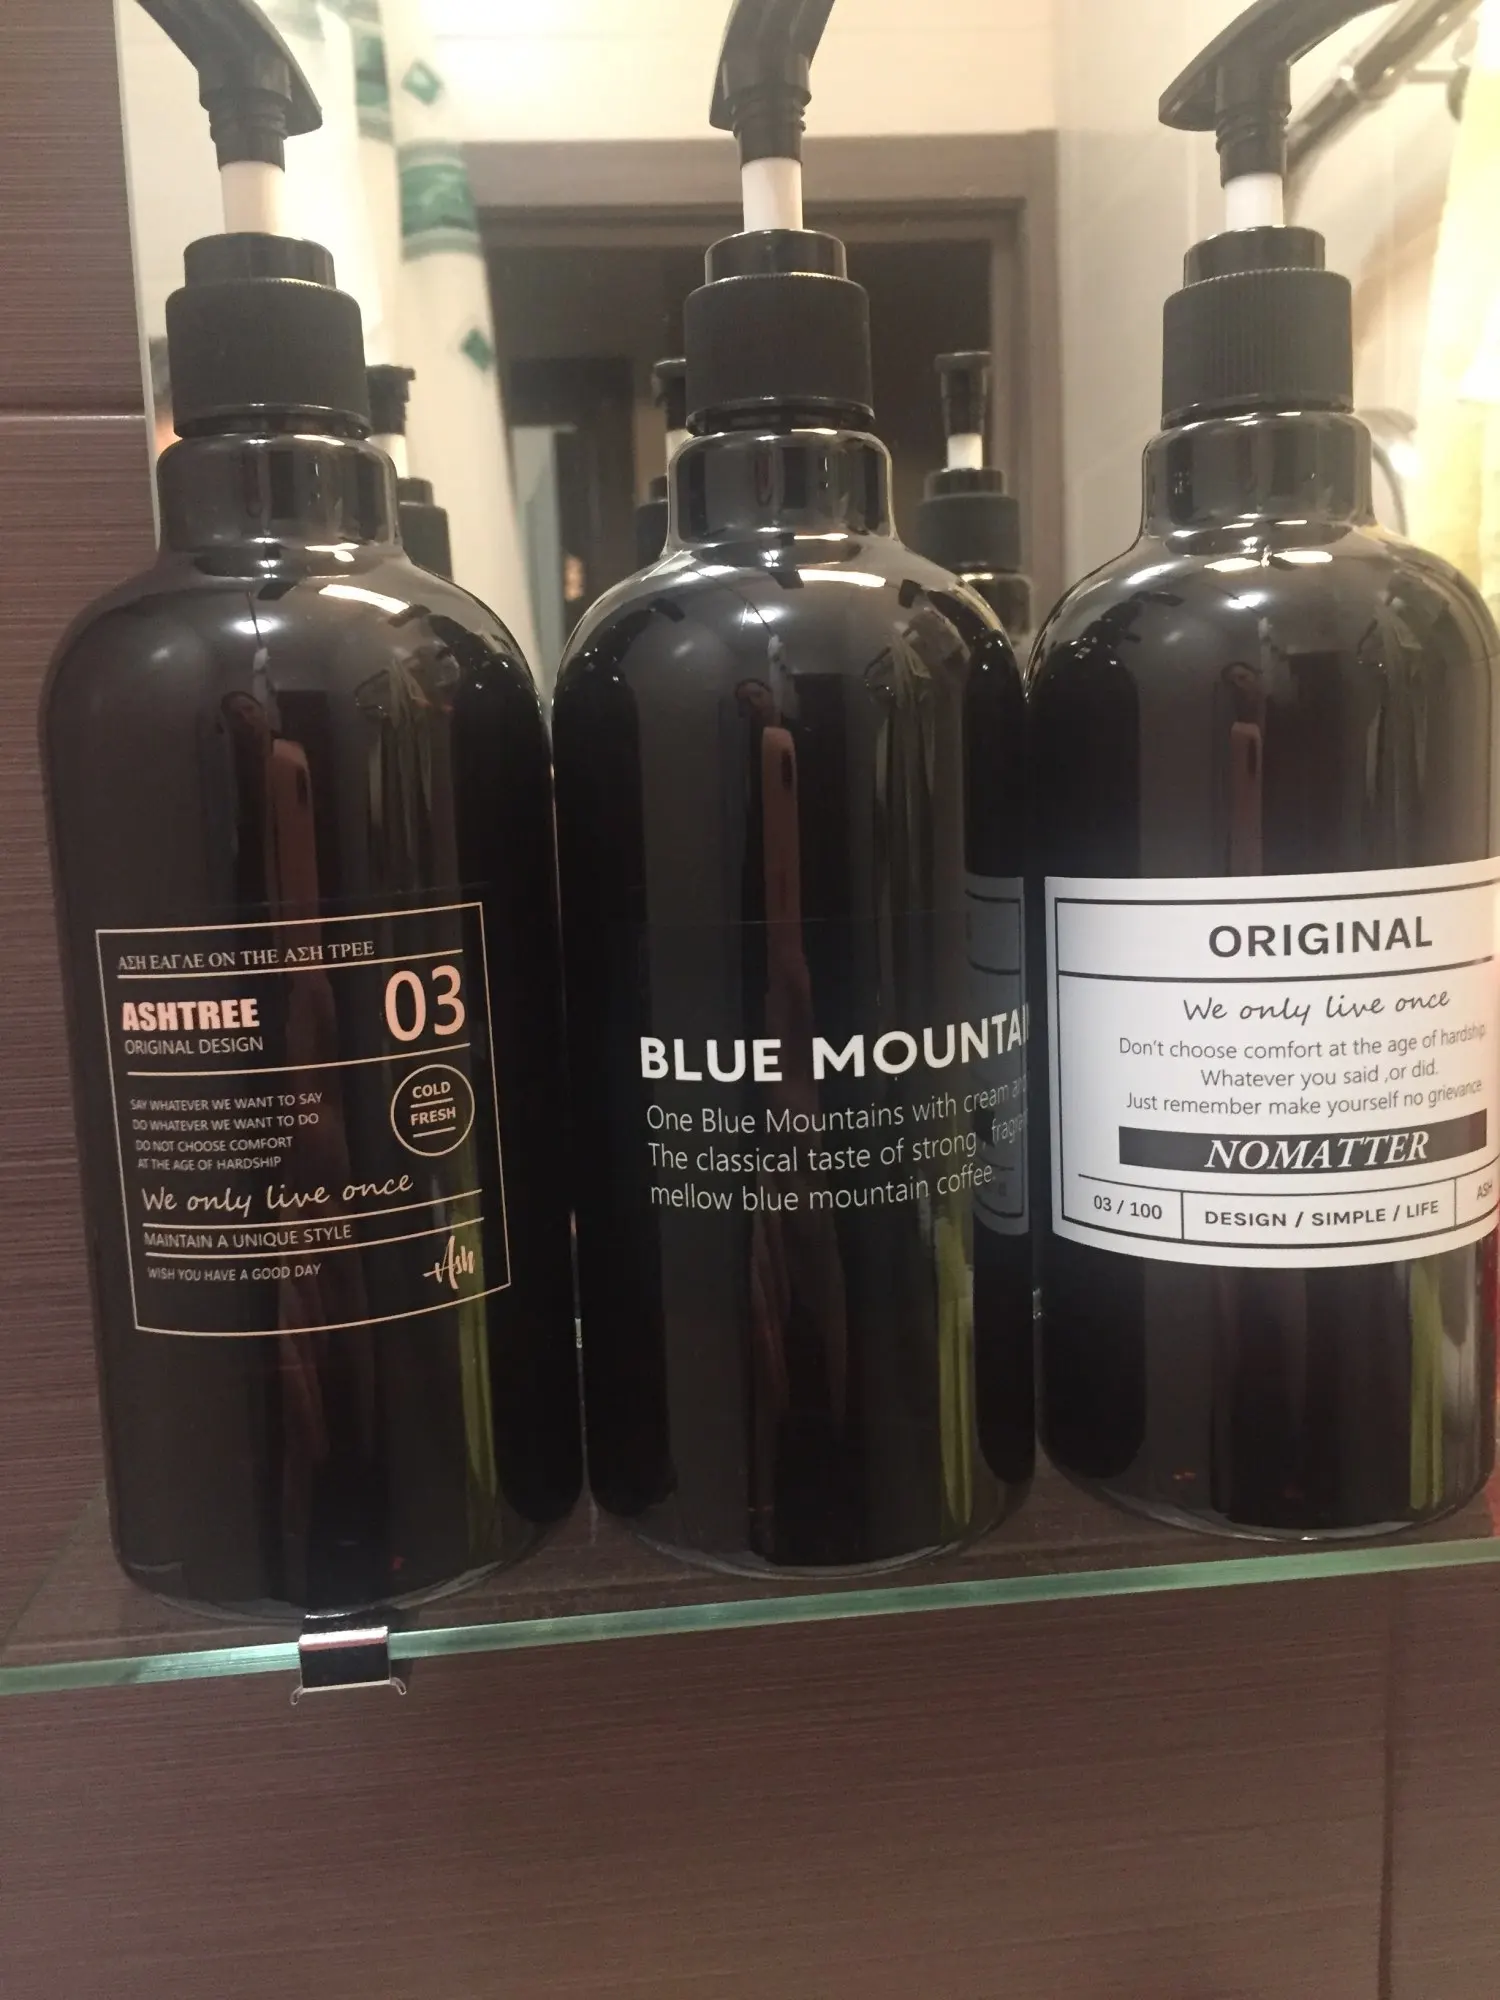 ΑΣΗ ΕΑΓΛΕ ON THE ΑΣΗ ΤΡΕΕ
ASHTREE
03
ORIGINAL DESIGN
SAY WHATEVER WE WANT TO SAY
DO WHATEVER WE WANT TO DO
DO NOT CHOOSE COMFORT
AT THE AGE OF HARDSHIP
COLD
FRESH
We only live once
MAINTAIN A UNIQUE STYLE
WISH YOU HAVE A GOOD DAY
Ash
BLUE MOUNTAI
One Blue Mountains with cream
The classical taste of strong ,
mellow blue mountain coffee.
ORIGINAL
We only live once
Don't choose comfort at the age of hardship.
Whatever you said ,or did.
Just remember make yourself no grievance.
NOMATTER
03 / 100
DESIGN / SIMPLE / LIFE
ASH